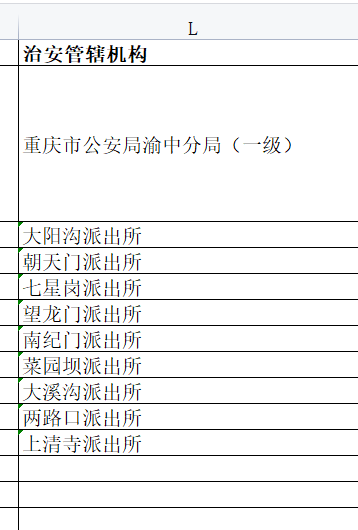 L
治安管辖机构
重庆市公安局渝中分局（一级）
大阳沟派出所
朝天门派出所
七星岗派出所
望龙门派出所
南纪门派出所
菜园坝派出所
大溪沟派出所
两路口派出所
上清寺派出所